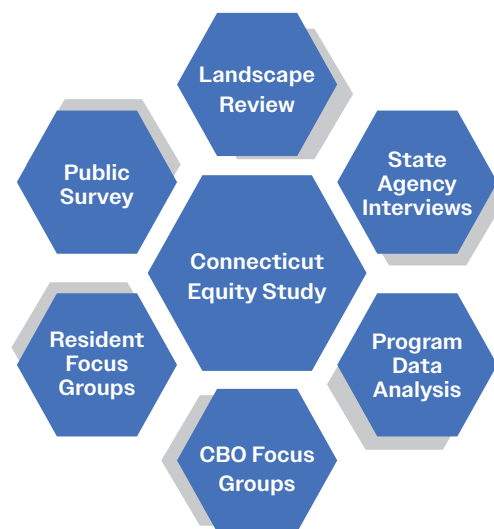 Landscape
Review
State
Agency
Interviews
Program
Data
Analysis
CBO Focus
Groups
Resident
Focus
Groups
Public
Survey
Connecticut
Equity Study